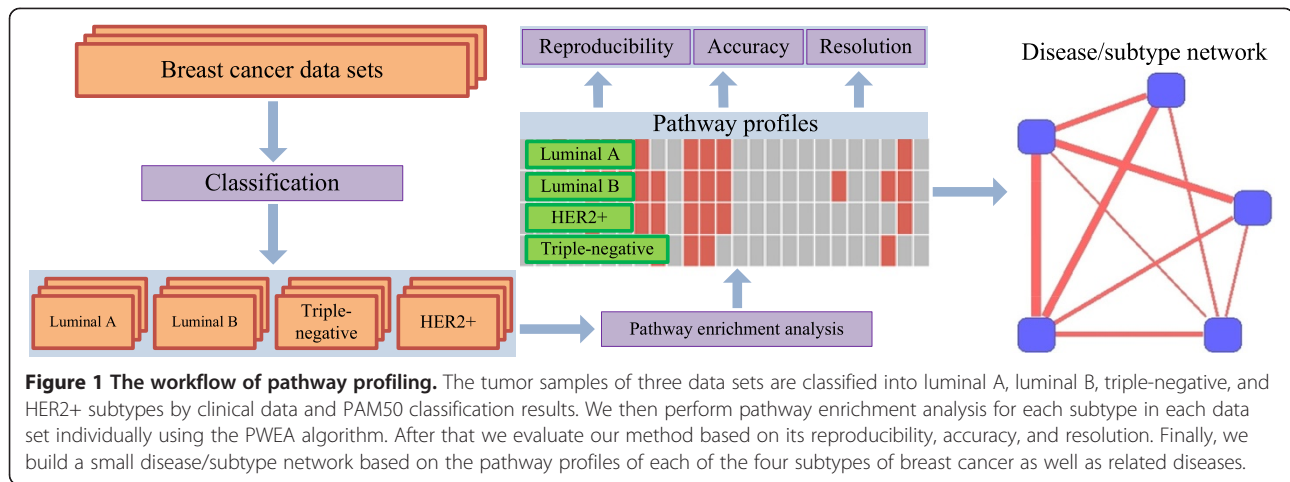 Breast cancer data sets
Classification
Luminal A
Luminal B
Triple-
negative
HER2+
Reproducibility
Accuracy
Resolution
Pathway profiles
Luminal A
Luminal B
HER2+
Triple-negative
Pathway enrichment analysis
Disease/subtype network
Figure 1 The workflow of pathway profiling. The tumor samples of three data sets are classified into luminal A, luminal B, triple-negative, and
HER2+ subtypes by clinical data and PAM50 classification results. We then perform pathway enrichment analysis for each subtype in each data
set individually using the PWEA algorithm. After that we evaluate our method based on its reproducibility, accuracy, and resolution. Finally, we
build a small disease/subtype network based on the pathway profiles of each of the four subtypes of breast cancer as well as related diseases.